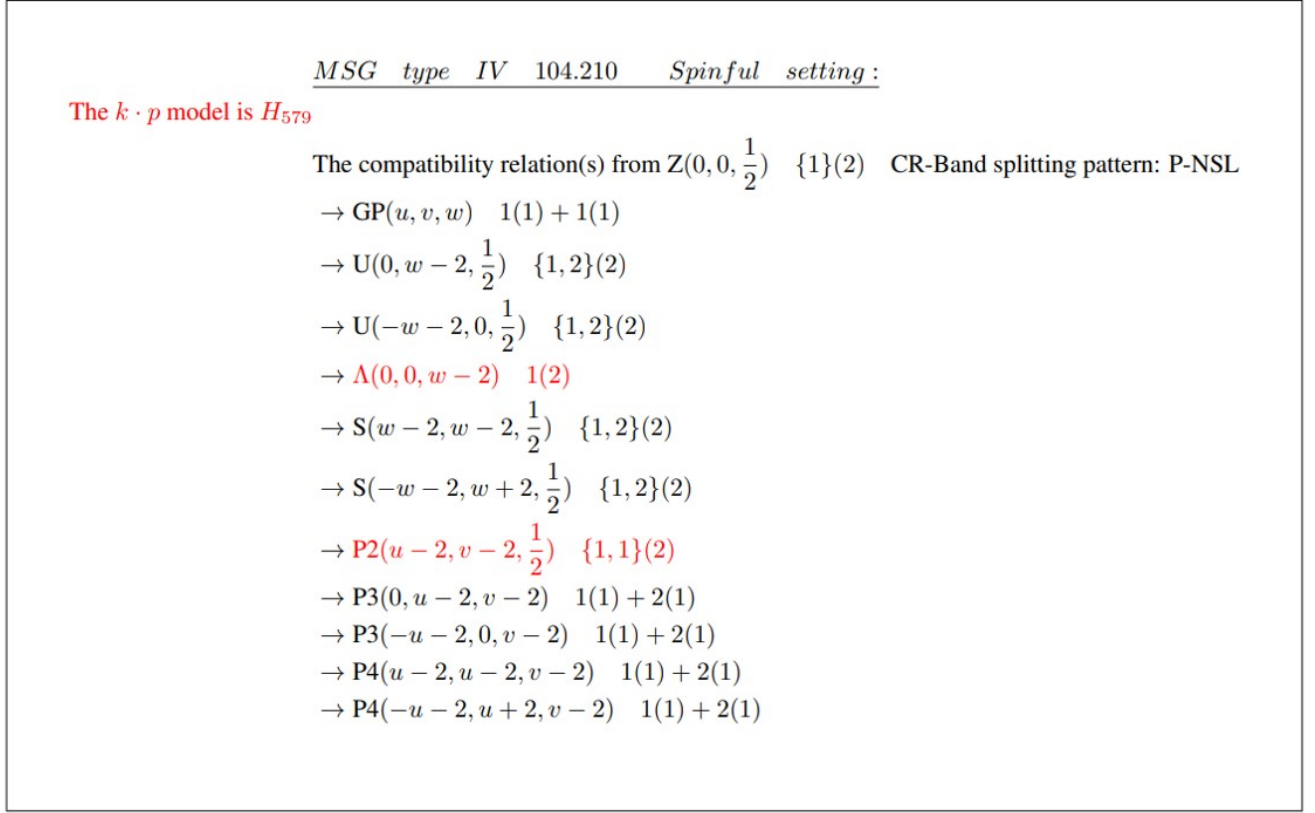 MSG type IV 104.210 Spinful setting :
The k · p model is H₅₇₉
The compatibility relation(s) from Z(0, 0, 1/2) {1}(2) CR-Band splitting pattern: P-NSL
→ GP(u, v, w) 1(1) + 1(1)
→ U(0, w − 2, 1/2) {1, 2}(2)
→ U(−w − 2, 0, 1/2) {1, 2}(2)
→ Λ(0, 0, w − 2) 1(2)
→ S(w − 2, w − 2, 1/2) {1, 2}(2)
→ S(−w − 2, w + 2, 1/2) {1, 2}(2)
→ P2(u − 2, v − 2, 1/2) {1, 1}(2)
→ P3(0, u − 2, v − 2) 1(1) + 2(1)
→ P3(−u − 2, 0, v − 2) 1(1) + 2(1)
→ P4(u − 2, u − 2, v − 2) 1(1) + 2(1)
→ P4(−u − 2, u + 2, v − 2) 1(1) + 2(1)